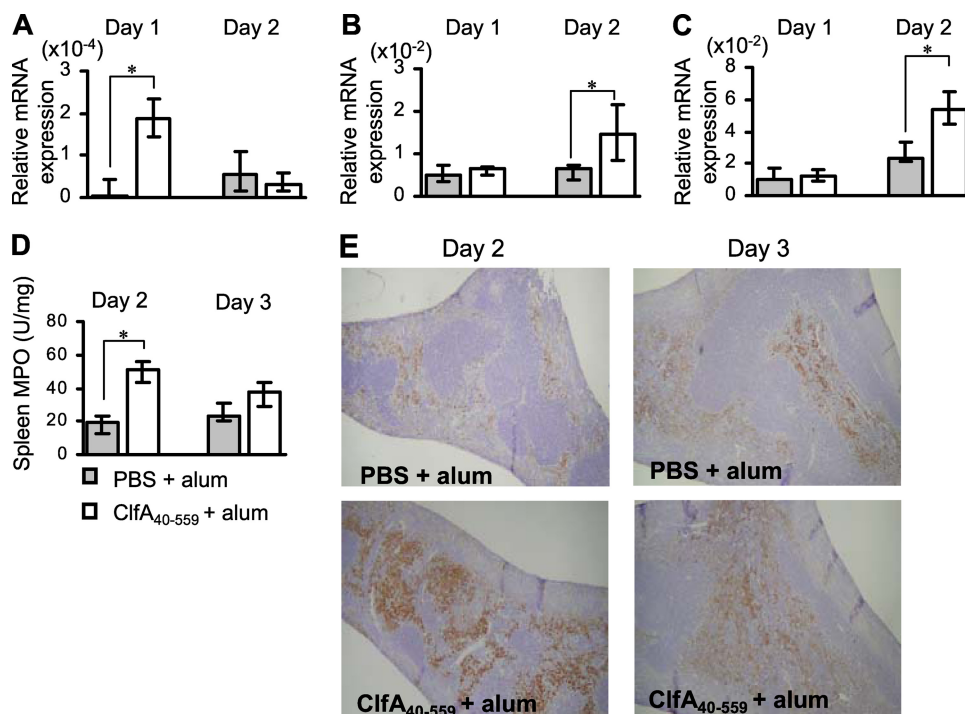 A
Day 1
Day 2
(x10⁻⁴)
Relative mRNA
expression
3
2
1
0
*
B
Day 1
Day 2
(x10⁻²)
Relative mRNA
expression
3
2
1
0
*
C
Day 1
Day 2
(x10⁻²)
Relative mRNA
expression
8
6
4
2
0
*
D
Day 2
Day 3
Spleen MPO (U/mg)
80
60
40
20
0
*
PBS + alum
ClfA₄₀₋₅₅₉ + alum
E
Day 2
Day 3
PBS + alum
PBS + alum
ClfA₄₀₋₅₅₉ + alum
ClfA₄₀₋₅₅₉ + alum